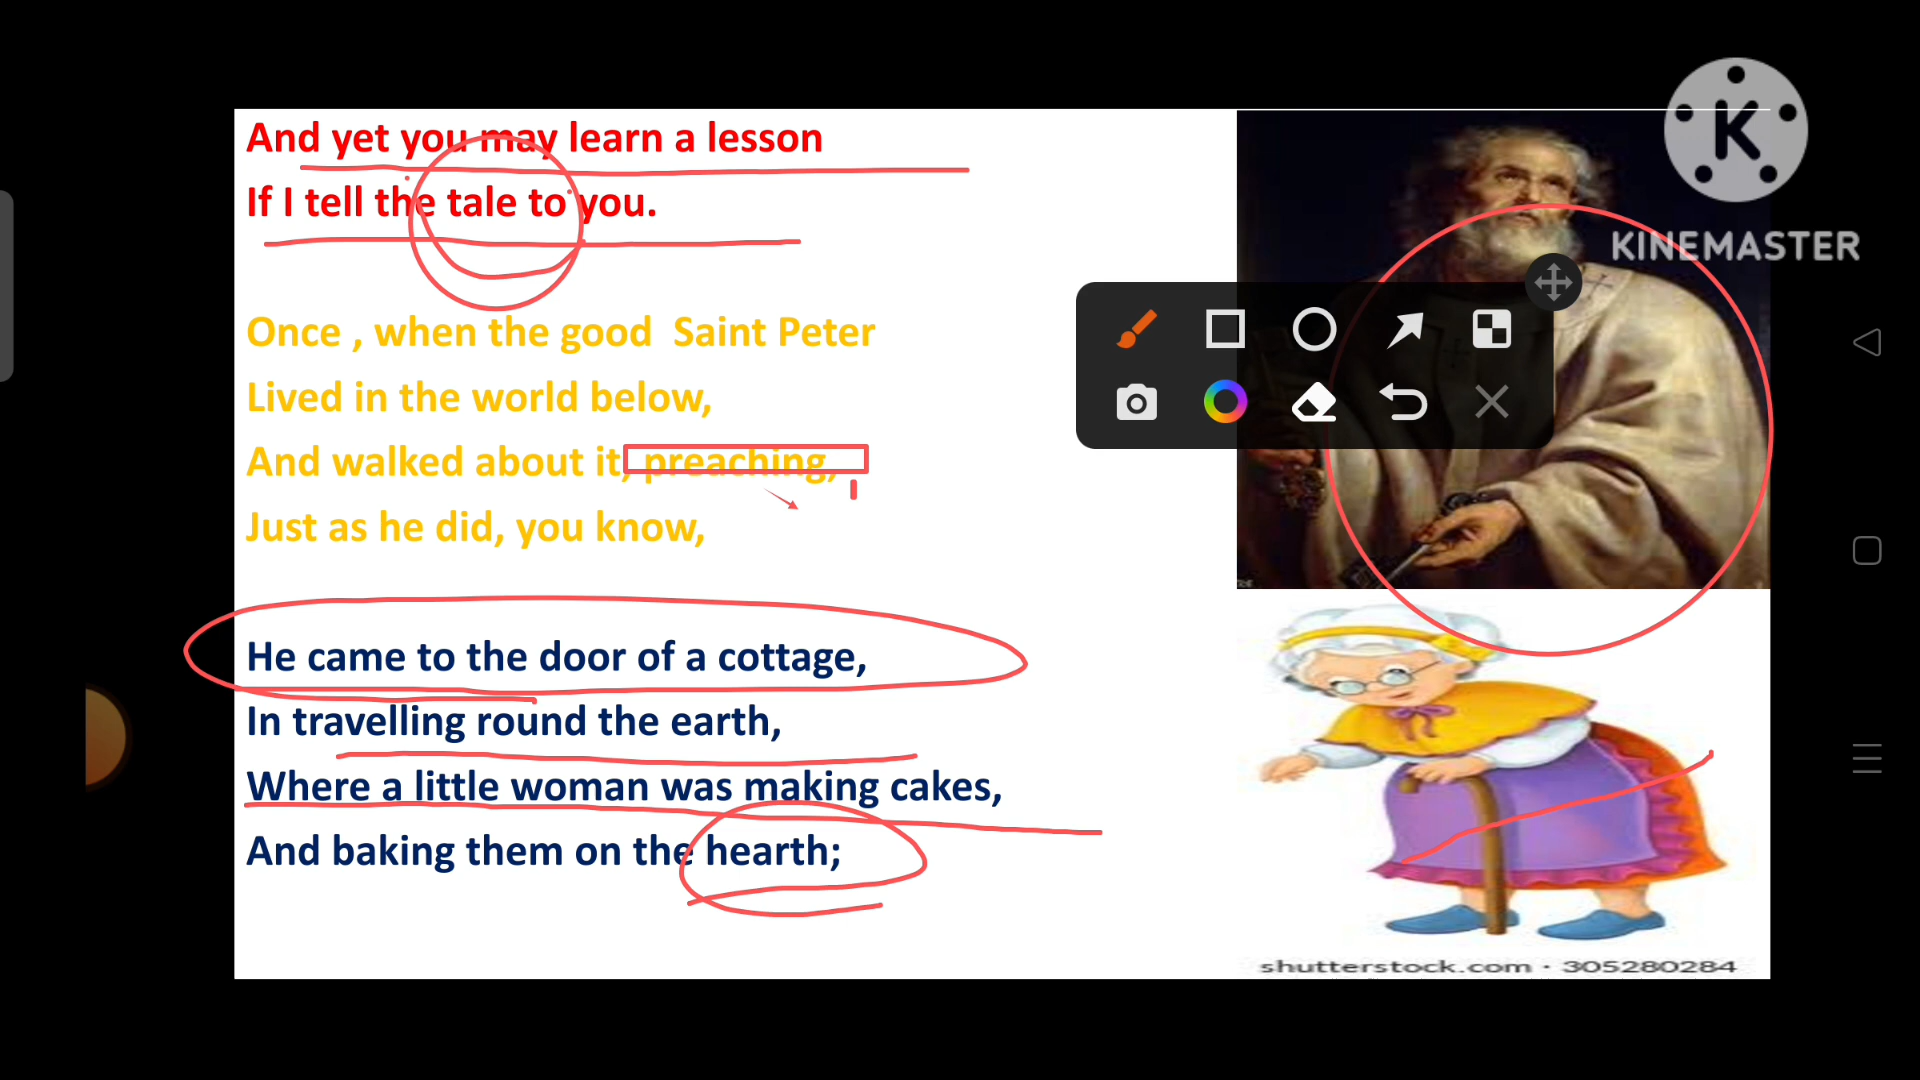 And yet you may learn a lesson
If I tell the tale to you.
Once , when the good Saint Peter
Lived in the world below,
And walked about it, preaching,
Just as he did, you know,
He came to the door of a cottage,
In travelling round the earth,
Where a little woman was making cakes,
And baking them on the hearth;
K
KINEMASTER
shutterstock.com · 305280284